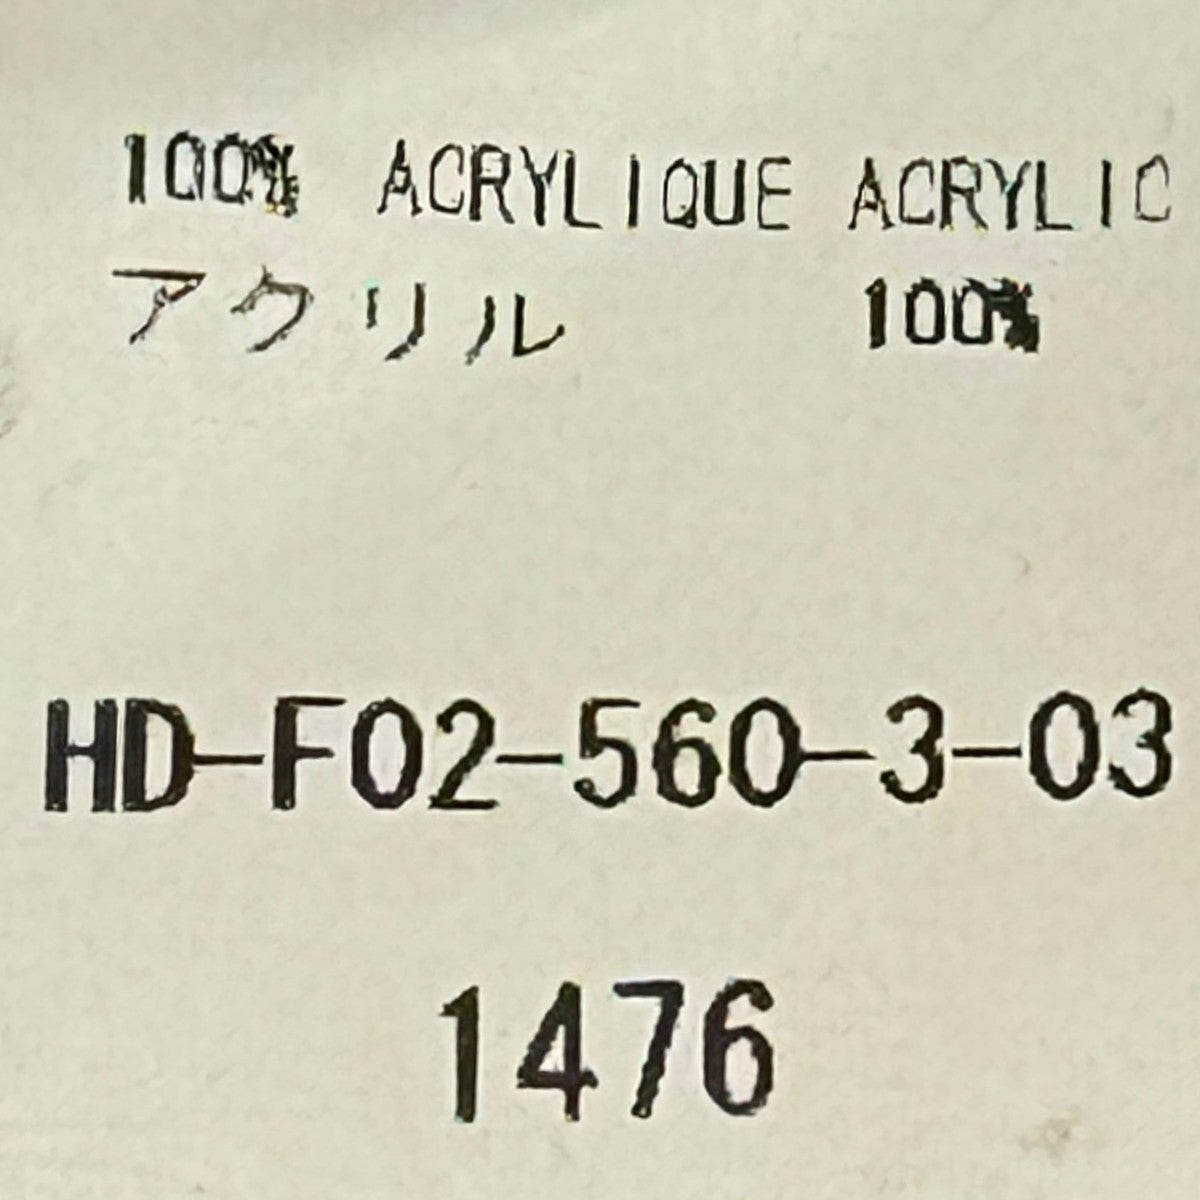 100% ACRYLIQUE ACRYLIC
アクリル 100%
HD-F02-560-3-03
1476